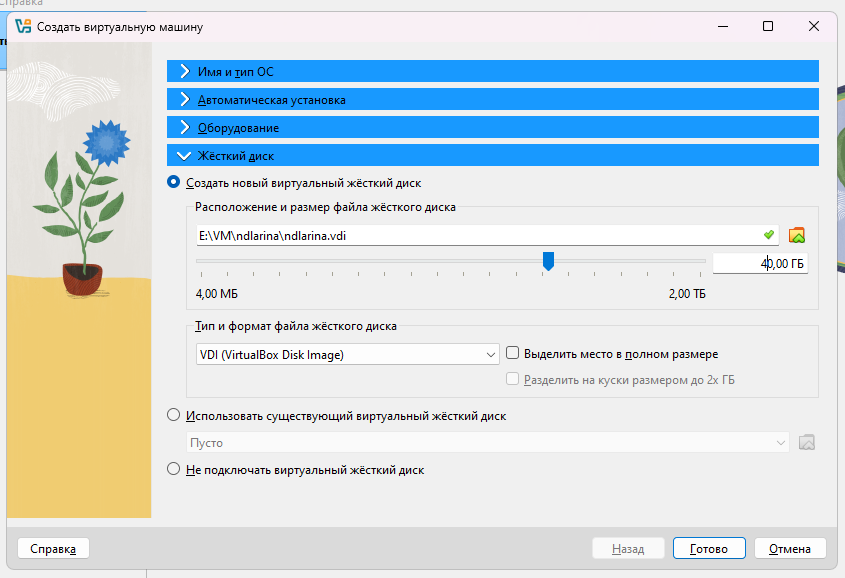 Справка
Создать виртуальную машину
Имя и тип ОС
Автоматическая установка
Оборудование
Жёсткий диск
Создать новый виртуальный жёсткий диск
Расположение и размер файла жёсткого диска
E:\VM\ndlarina\ndlarina.vdi
40,00 ГБ
4,00 МБ
2,00 ТБ
Тип и формат файла жёсткого диска
VDI (VirtualBox Disk Image)
Выделить место в полном размере
Разделить на куски размером до 2х ГБ
Использовать существующий виртуальный жёсткий диск
Пусто
Не подключать виртуальный жёсткий диск
Справка
Назад
Готово
Отмена